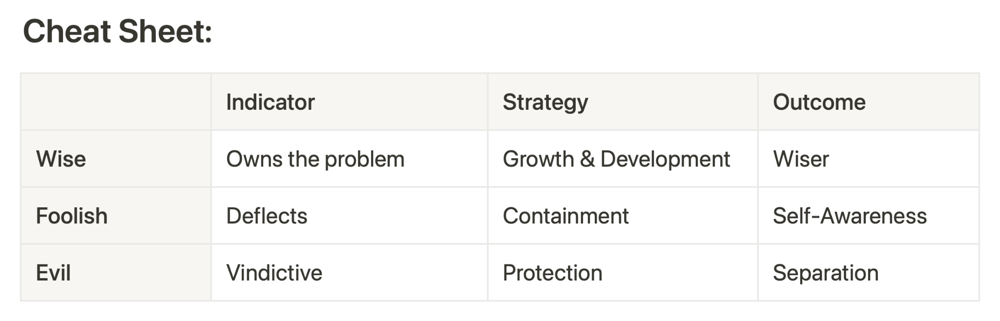 Cheat Sheet:
Indicator Strategy Outcome
Wise Owns the problem Growth & Development Wiser
Foolish Deflects Containment Self-Awareness
Evil Vindictive Protection Separation